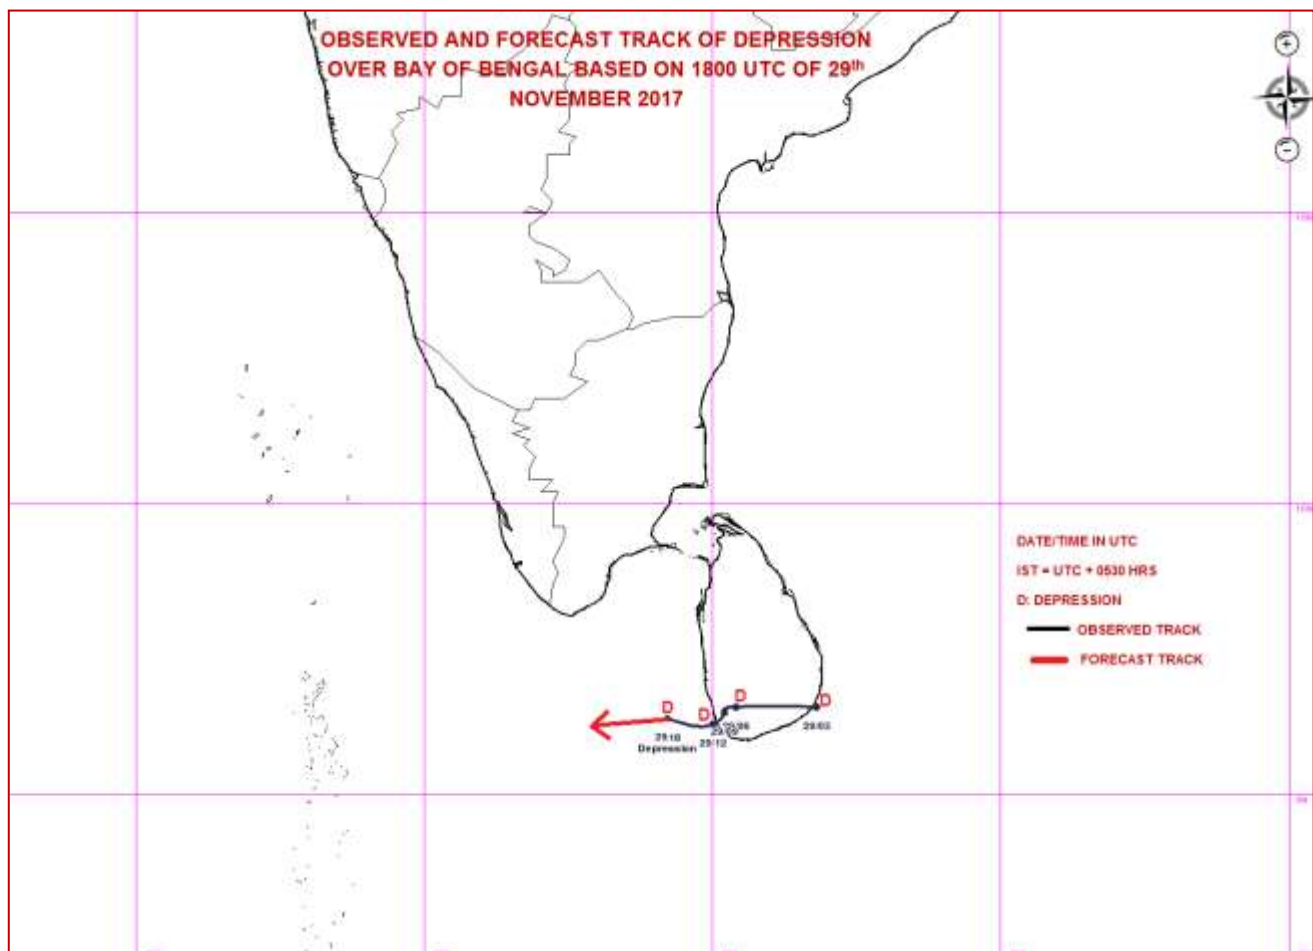 OBSERVED AND FORECAST TRACK OF DEPRESSION
OVER BAY OF BENGAL BASED ON 1800 UTC OF 29th
NOVEMBER 2017
DATE/TIME IN UTC
IST = UTC + 0530 HRS
D: DEPRESSION
OBSERVED TRACK
FORECAST TRACK
D
D
D
D
29/06
29/03
29/12
Depression